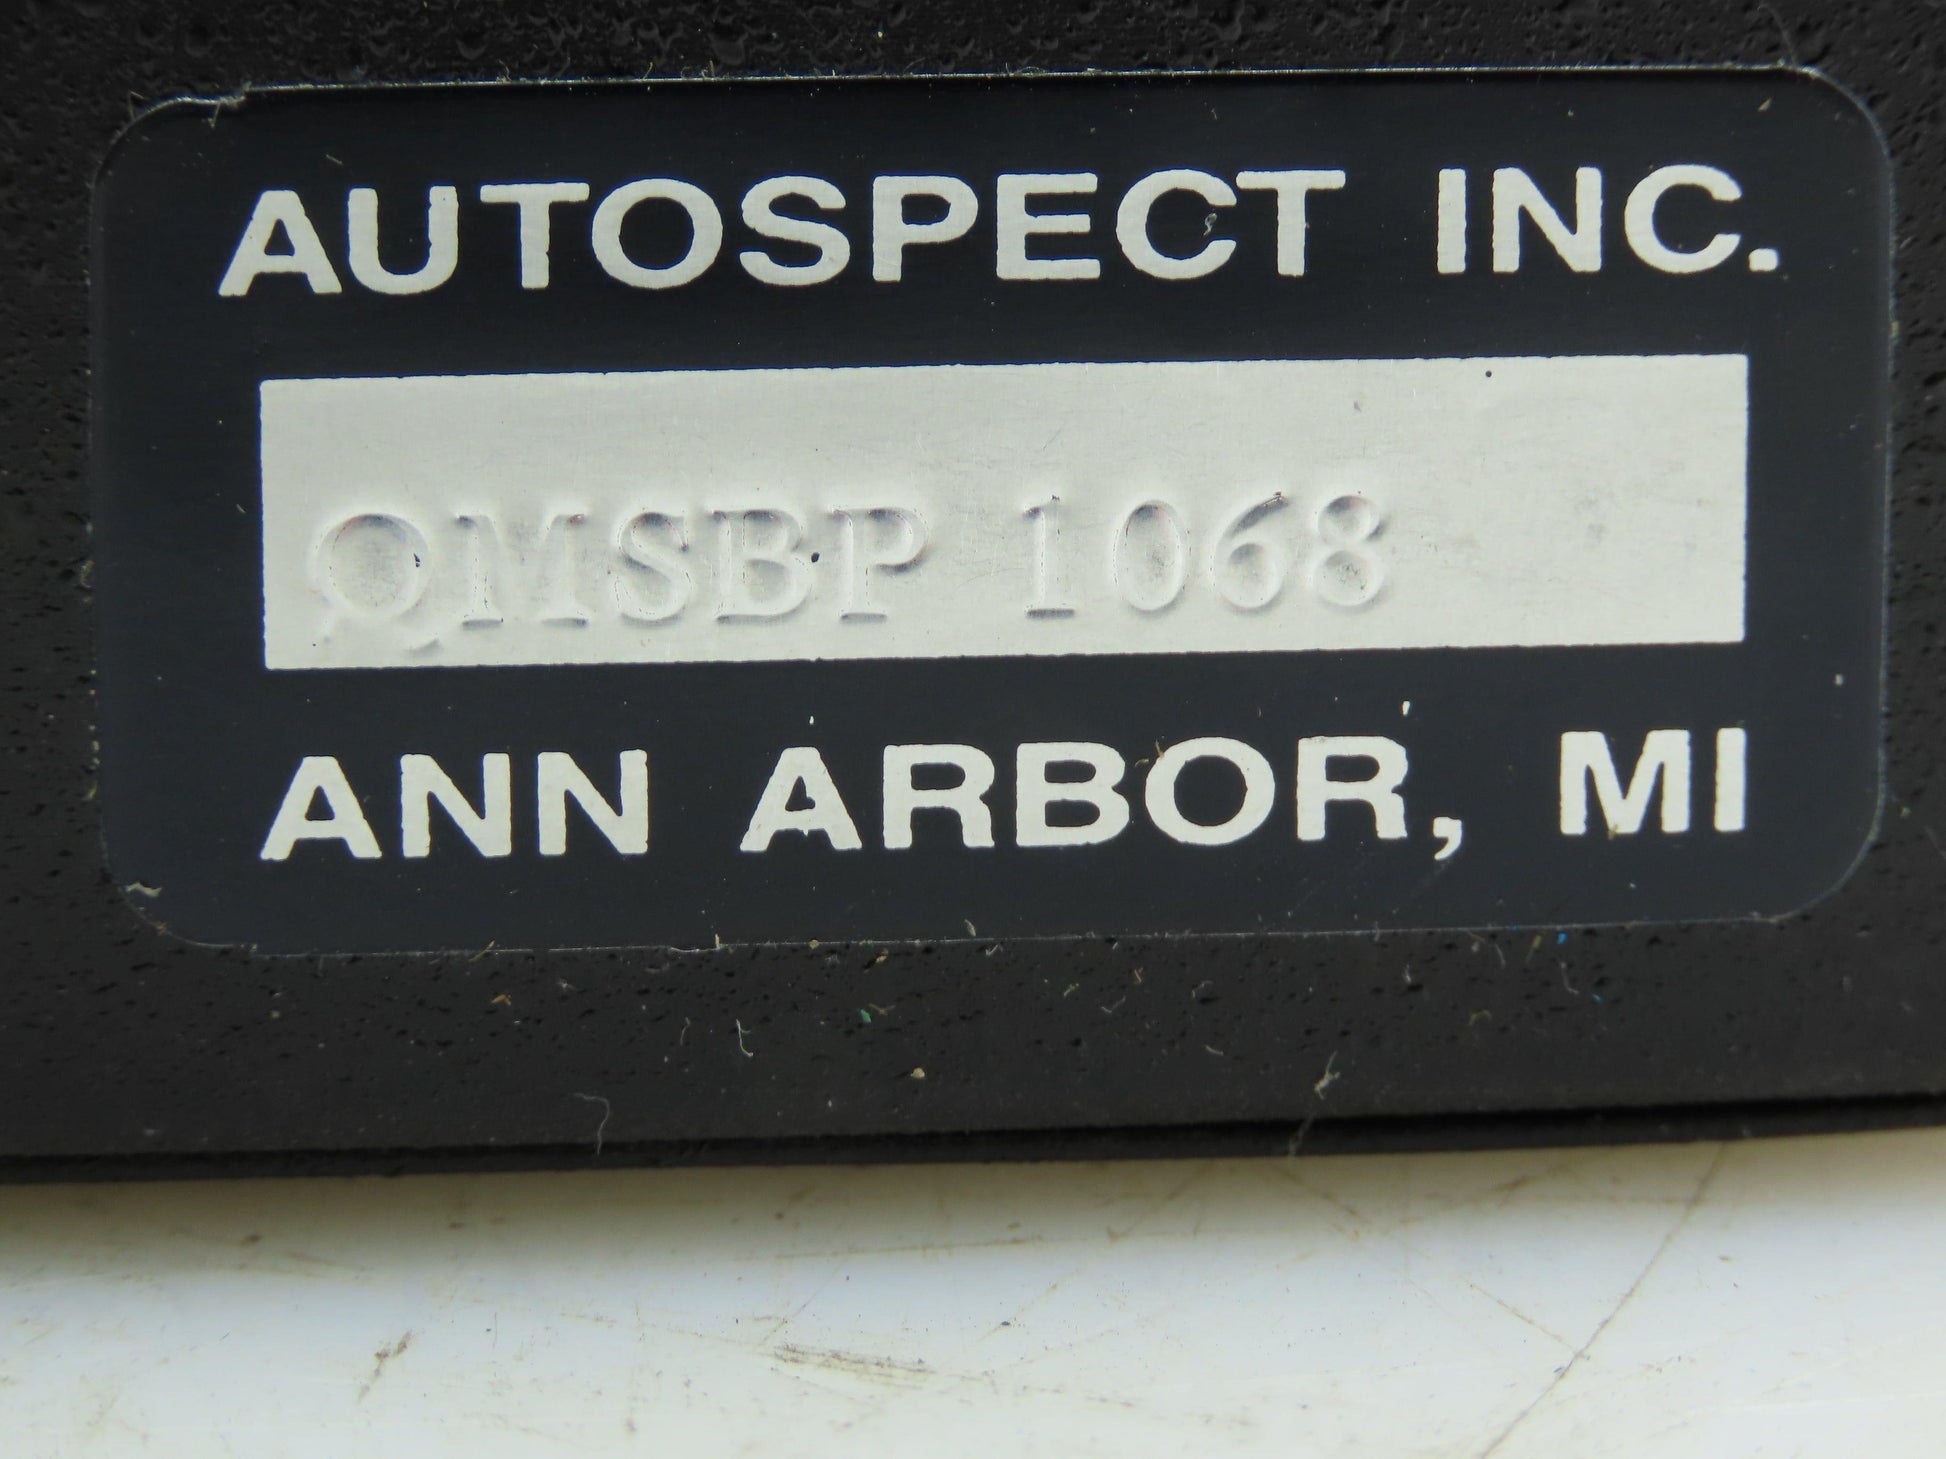 AUTOSPECT INC.
QMSBP 1068
ANN ARBOR, MI